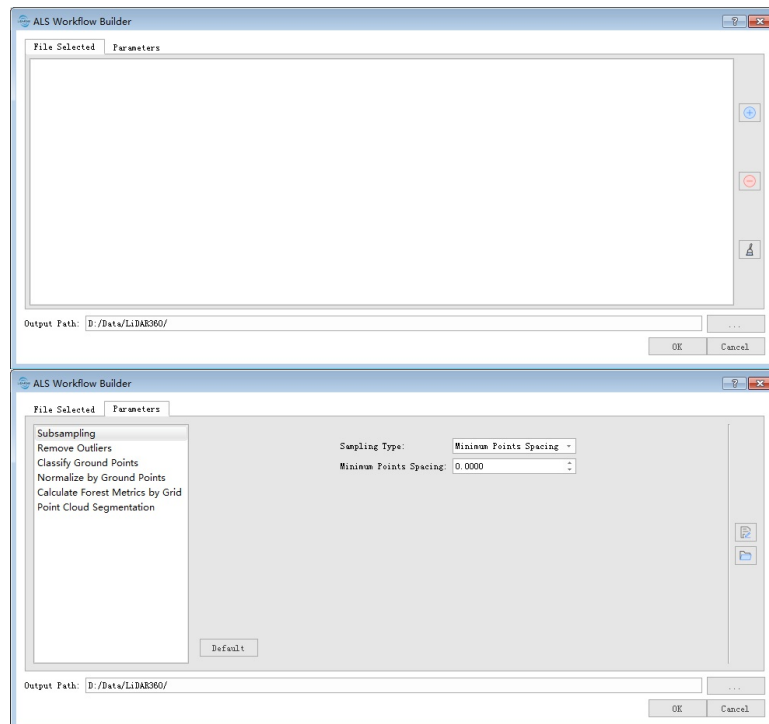 ALS Workflow Builder
File Selected Parameters
Output Path: D:/Data/LiDAR360/ ...
OK Cancel
ALS Workflow Builder
File Selected Parameters
Subsampling
Remove Outliers
Classify Ground Points
Normalize by Ground Points
Calculate Forest Metrics by Grid
Point Cloud Segmentation
Sampling Type: Minimum Points Spacing
Minimum Points Spacing: 0.0000
Default
Output Path: D:/Data/LiDAR360/ ...
OK Cancel